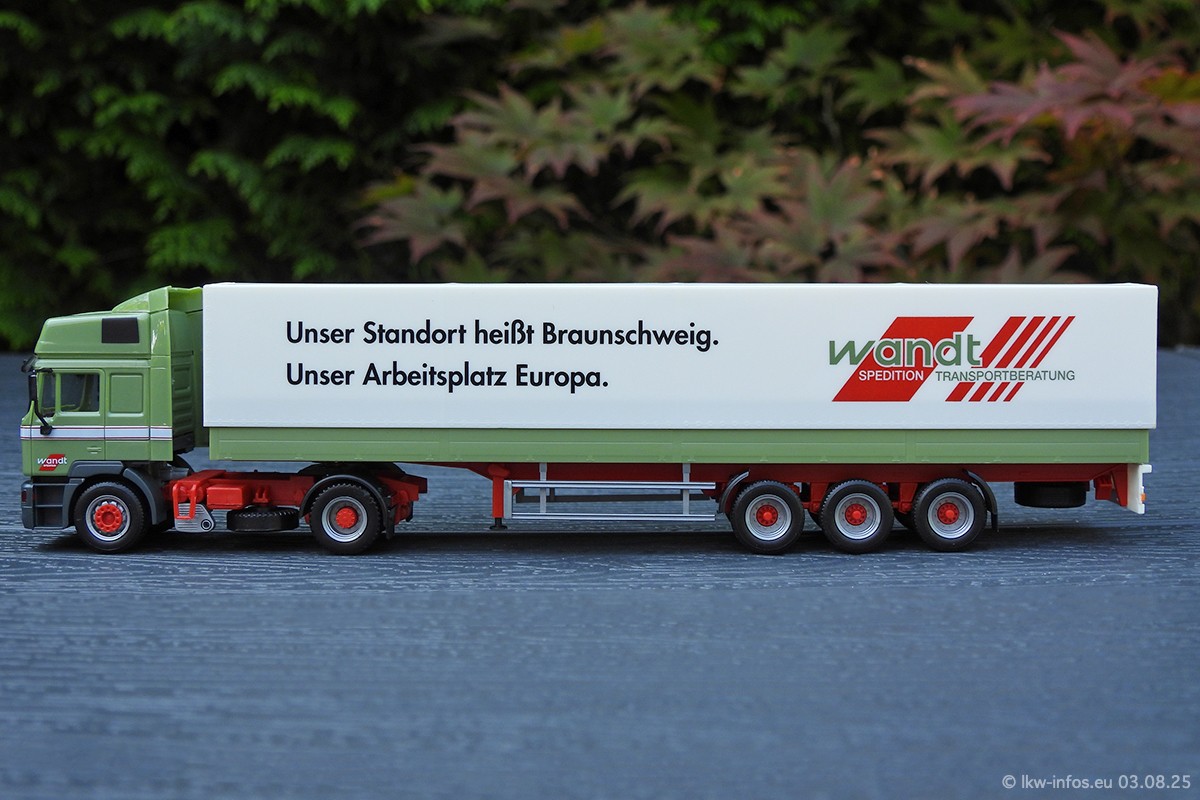 Unser Standort heißt Braunschweig.
Unser Arbeitsplatz Europa.
wandt
SPEDITION TRANSPORTBERATUNG
wandt
© lkw-infos.eu 03.08.25